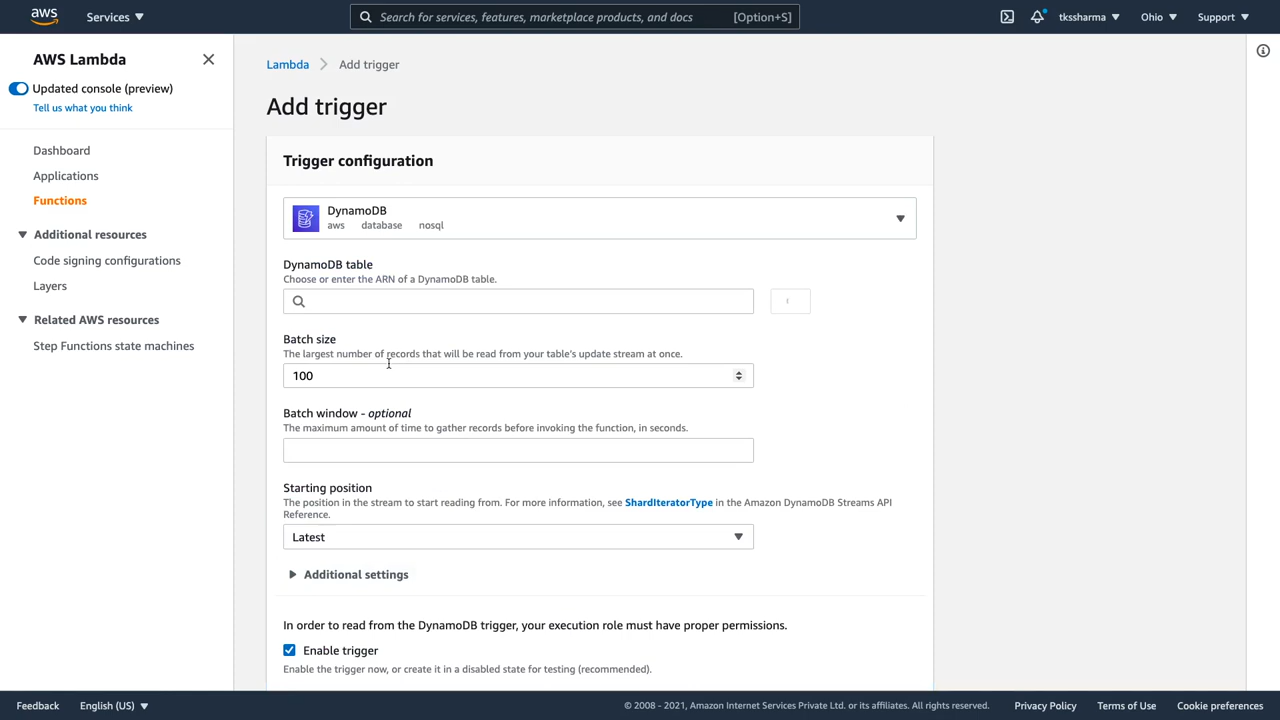 aws
Services
Search for services, features, marketplace products, and docs
[Option+S]
tkssharma
Ohio
Support
AWS Lambda
Updated console (preview)
Tell us what you think
Dashboard
Applications
Functions
Additional resources
Code signing configurations
Layers
Related AWS resources
Step Functions state machines
Lambda
Add trigger
Add trigger
Trigger configuration
DynamoDB
aws database nosql
DynamoDB table
Choose or enter the ARN of a DynamoDB table.
Batch size
The largest number of records that will be read from your table's update stream at once.
100
Batch window - optional
The maximum amount of time to gather records before invoking the function, in seconds.
Starting position
The position in the stream to start reading from. For more information, see ShardIteratorType in the Amazon DynamoDB Streams API
Reference.
Latest
Additional settings
In order to read from the DynamoDB trigger, your execution role must have proper permissions.
Enable trigger
Enable the trigger now, or create it in a disabled state for testing (recommended).
Feedback
English (US)
© 2008 - 2021, Amazon Internet Services Private Ltd. or its affiliates. All rights reserved.
Privacy Policy
Terms of Use
Cookie preferences